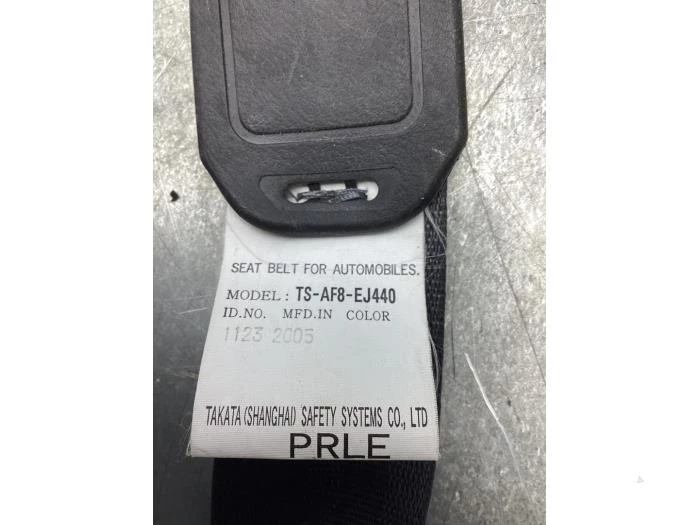 SEAT BELT FOR AUTOMOBILES.
MODEL: TS-AF8-EJ440
ID.NO. MFD.IN COLOR
1123 2005
TAKATA (SHANGHAI) SAFETY SYSTEMS CO., LTD
PRLE